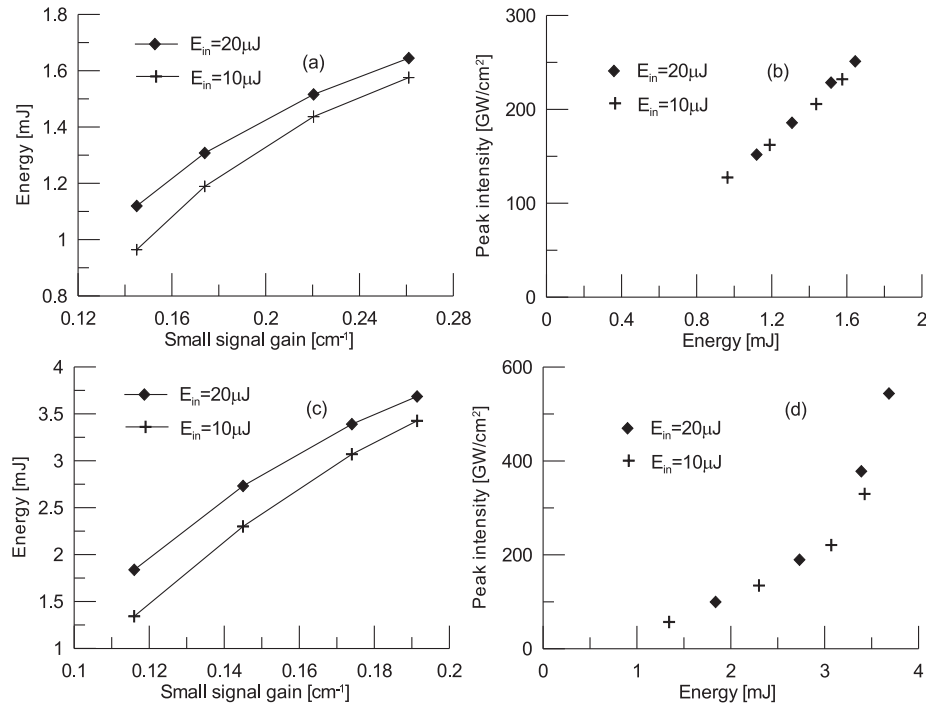 1.8
1.6
1.4
1.2
1
0.8
Energy [mJ]
E_in=20μJ
E_in=10μJ
(a)
0.12 0.16 0.2 0.24 0.28
Small signal gain [cm⁻¹]
300
200
100
0
Peak intensity [GW/cm²]
E_in=20μJ
E_in=10μJ
(b)
0 0.4 0.8 1.2 1.6 2
Energy [mJ]
4
3.5
3
2.5
2
1.5
1
Energy [mJ]
E_in=20μJ
E_in=10μJ
(c)
0.1 0.12 0.14 0.16 0.18 0.2
Small signal gain [cm⁻¹]
600
400
200
0
Peak intensity [GW/cm²]
E_in=20μJ
E_in=10μJ
(d)
0 1 2 3 4
Energy [mJ]